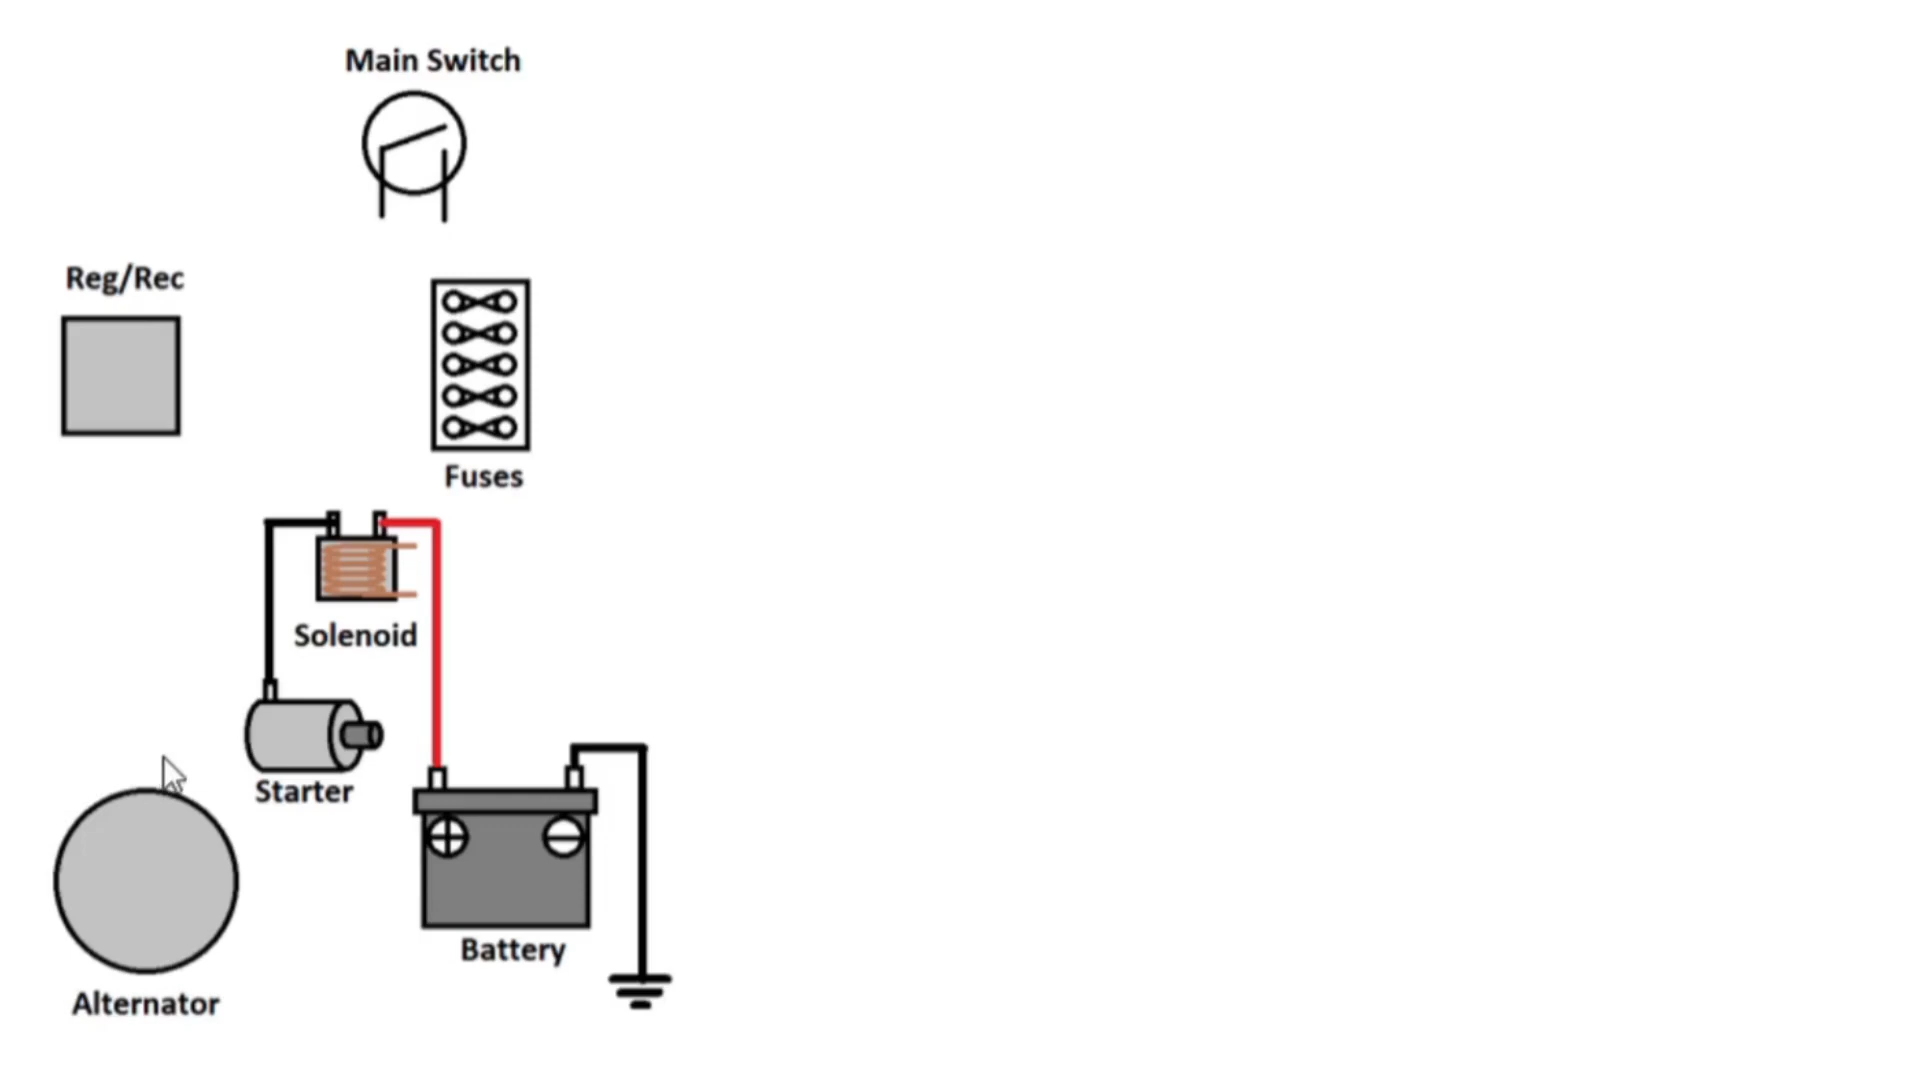 Main Switch
Reg/Rec
Fuses
Solenoid
Starter
Battery
Alternator